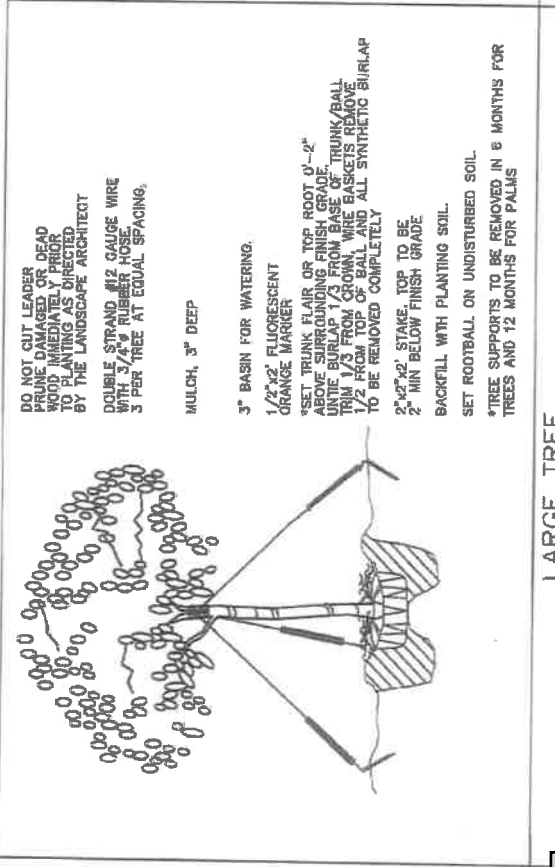 DO NOT CUT LEADER
PRUNE DAMAGED OR DEAD
WOOD IMMEDIATELY PRIOR
TO PLANTING AS DIRECTED
BY THE LANDSCAPE ARCHITECT
DOUBLE STRAND #12 GAUGE WIRE
WITH 3/4"ø RUBBER HOSE.
3 PER TREE AT EQUAL SPACING.
MULCH, 3" DEEP
3" BASIN FOR WATERING.
1/2"x2' FLUORESCENT
ORANGE MARKER
*SET TRUNK FLAIR OR TOP ROOT 0'-2"
ABOVE SURROUNDING FINISH GRADE.
UNTIE BURLAP 1/3 FROM BASE OF TRUNK/BALL
TRIM 1/3 FROM CROWN, WIRE BASKETS REMOVE
1/2 FROM TOP OF BALL AND ALL SYNTHETIC BURLAP
TO BE REMOVED COMPLETELY
2"x2"x2' STAKE, TOP TO BE
2" MIN BELOW FINISH GRADE
BACKFILL WITH PLANTING SOIL.
SET ROOTBALL ON UNDISTURBED SOIL.
*TREE SUPPORTS TO BE REMOVED IN 6 MONTHS FOR
TREES AND 12 MONTHS FOR PALMS
LARGE TREE